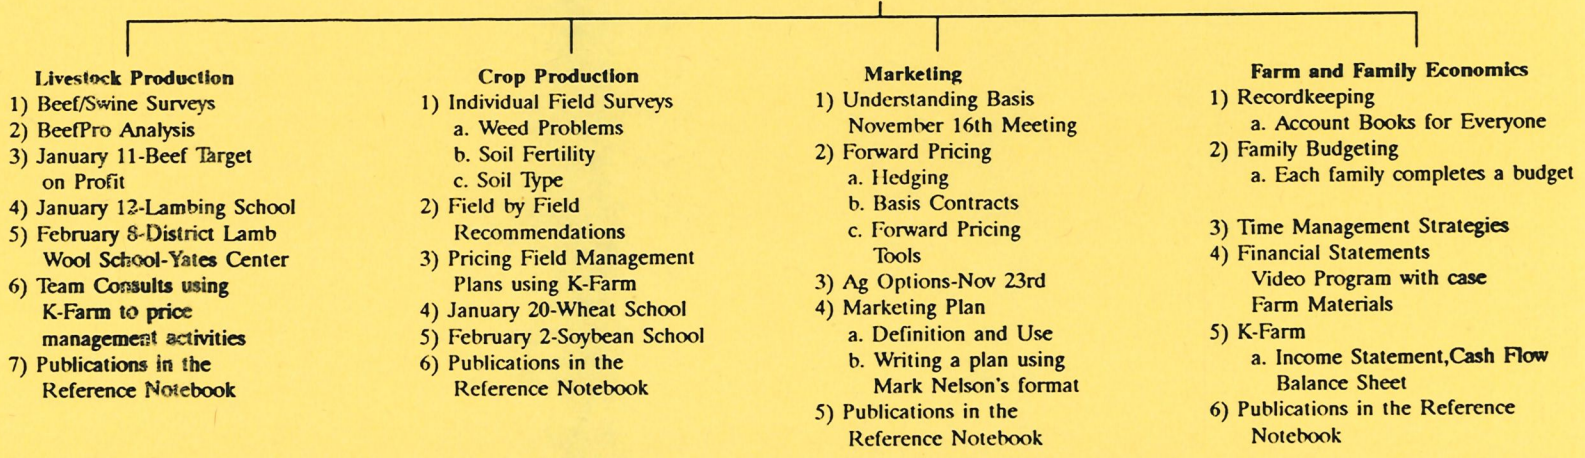 Livestock Production
1) Beef/Swine Surveys
2) BeefPro Analysis
3) January 11-Beef Target
on Profit
4) January 12-Lambing School
5) February 8-District Lamb
Wool School-Yates Center
6) Team Consults using
K-Farm to price
management activities
7) Publications in the
Reference Notebook
Crop Production
1) Individual Field Surveys
a. Weed Problems
b. Soil Fertility
c. Soil Type
2) Field by Field
Recommendations
3) Pricing Field Management
Plans using K-Farm
4) January 20-Wheat School
5) February 2-Soybean School
6) Publications in the
Reference Notebook
Marketing
1) Understanding Basis
November 16th Meeting
2) Forward Pricing
a. Hedging
b. Basis Contracts
c. Forward Pricing
Tools
3) Ag Options-Nov 23rd
4) Marketing Plan
a. Definition and Use
b. Writing a plan using
Mark Nelson's format
5) Publications in the
Reference Notebook
Farm and Family Economics
1) Recordkeeping
a. Account Books for Everyone
2) Family Budgeting
a. Each family completes a budget
3) Time Management Strategies
4) Financial Statements
Video Program with case
Farm Materials
5) K-Farm
a. Income Statement,Cash Flow
Balance Sheet
6) Publications in the Reference
Notebook